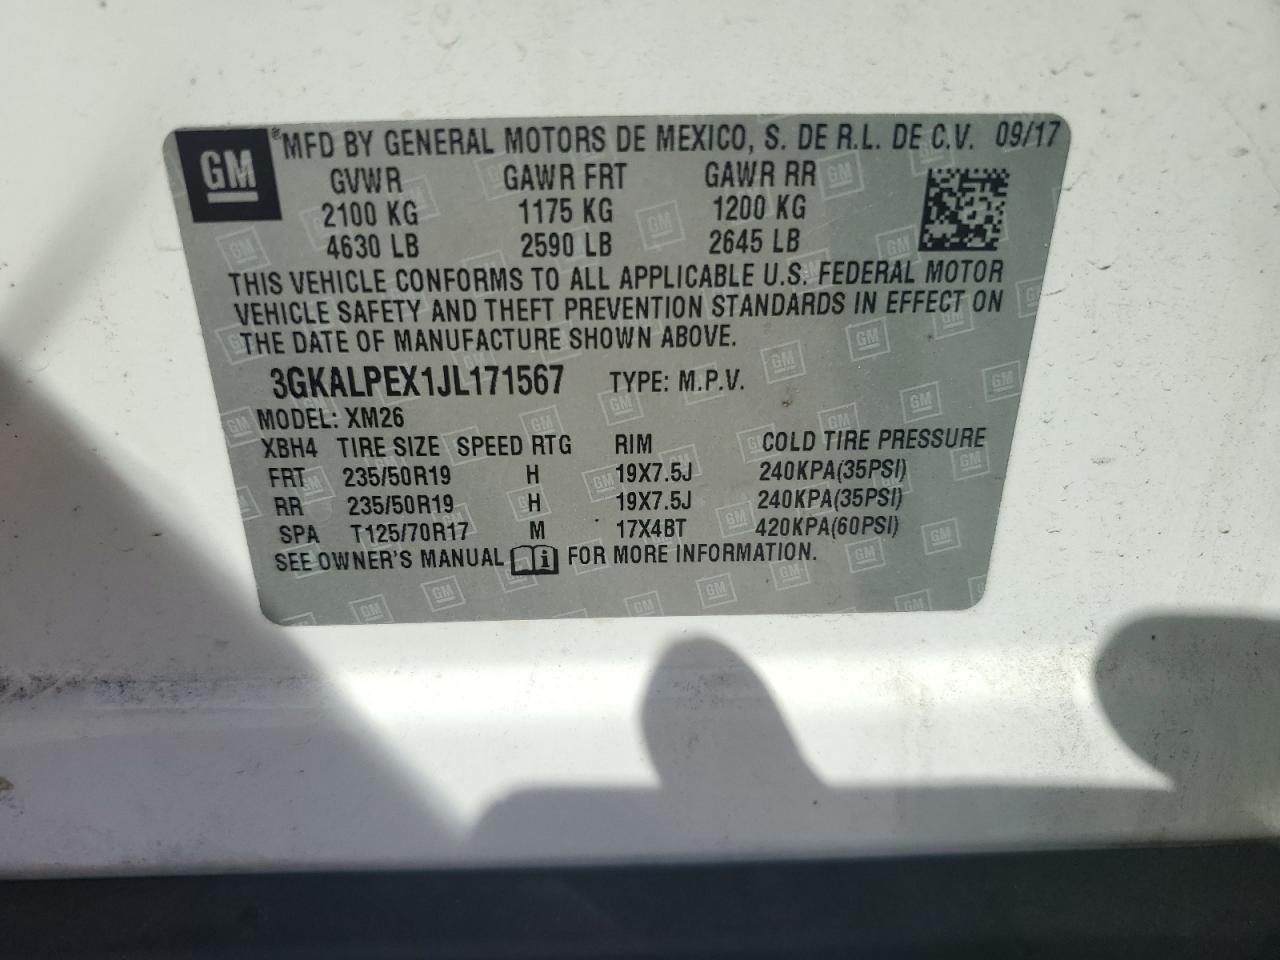 GM ® MFD BY GENERAL MOTORS DE MEXICO, S. DE R.L. DE C.V. 09/17
GVWR GAWR FRT GAWR RR
2100 KG 1175 KG 1200 KG
4630 LB 2590 LB 2645 LB
THIS VEHICLE CONFORMS TO ALL APPLICABLE U.S. FEDERAL MOTOR
VEHICLE SAFETY AND THEFT PREVENTION STANDARDS IN EFFECT ON
THE DATE OF MANUFACTURE SHOWN ABOVE.
3GKALPEX1JL171567 TYPE: M.P.V.
MODEL: XM26
XBH4 TIRE SIZE SPEED RTG RIM COLD TIRE PRESSURE
FRT 235/50R19 H 19X7.5J 240KPA(35PSI)
RR 235/50R19 H 19X7.5J 240KPA(35PSI)
SPA T125/70R17 M 17X4BT 420KPA(60PSI)
SEE OWNER'S MANUAL i FOR MORE INFORMATION.